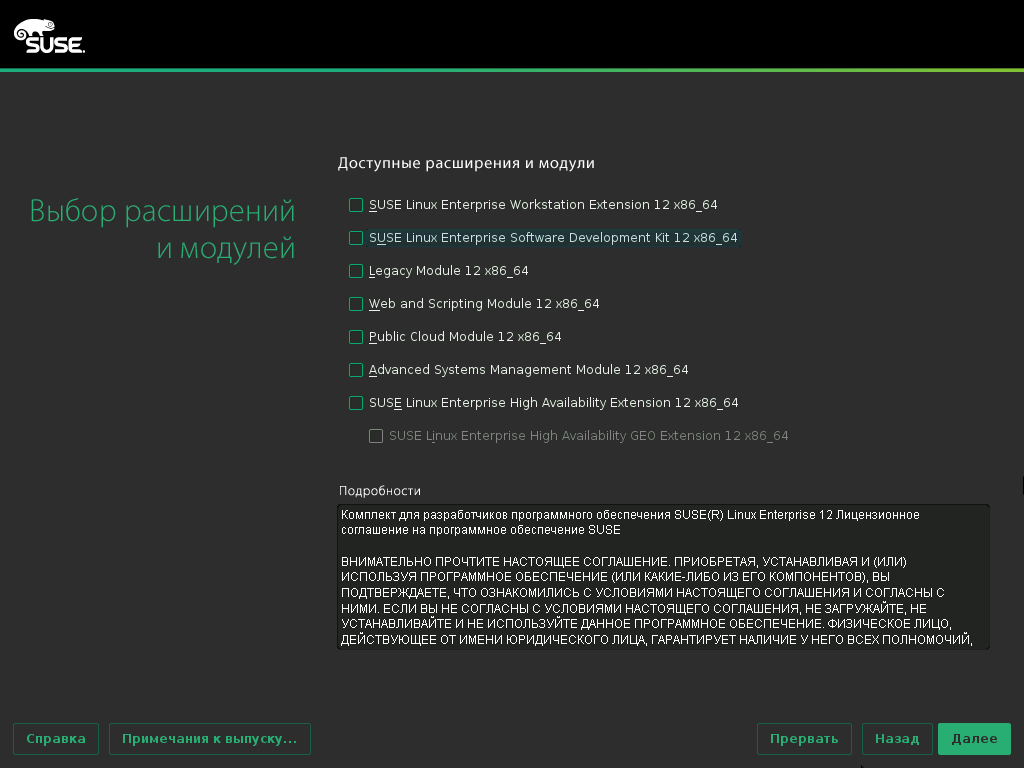 SUSE.
Выбор расширений
и модулей
Доступные расширения и модули
SUSE Linux Enterprise Workstation Extension 12 x86_64
SUSE Linux Enterprise Software Development Kit 12 x86_64
Legacy Module 12 x86_64
Web and Scripting Module 12 x86_64
Public Cloud Module 12 x86_64
Advanced Systems Management Module 12 x86_64
SUSE Linux Enterprise High Availability Extension 12 x86_64
SUSE Linux Enterprise High Availability GEO Extension 12 x86_64
Подробности
Комплект для разработчиков программного обеспечения SUSE(R) Linux Enterprise 12 Лицензионное
соглашение на программное обеспечение SUSE
ВНИМАТЕЛЬНО ПРОЧТИТЕ НАСТОЯЩЕЕ СОГЛАШЕНИЕ. ПРИОБРЕТАЯ, УСТАНАВЛИВАЯ И (ИЛИ)
ИСПОЛЬЗУЯ ПРОГРАММНОЕ ОБЕСПЕЧЕНИЕ (ИЛИ КАКИЕ-ЛИБО ИЗ ЕГО КОМПОНЕНТОВ), ВЫ
ПОДТВЕРЖДАЕТЕ, ЧТО ОЗНАКОМИЛИСЬ С УСЛОВИЯМИ НАСТОЯЩЕГО СОГЛАШЕНИЯ И СОГЛАСНЫ С
НИМИ. ЕСЛИ ВЫ НЕ СОГЛАСНЫ С УСЛОВИЯМИ НАСТОЯЩЕГО СОГЛАШЕНИЯ, НЕ ЗАГРУЖАЙТЕ, НЕ
УСТАНАВЛИВАЙТЕ И НЕ ИСПОЛЬЗУЙТЕ ДАННОЕ ПРОГРАММНОЕ ОБЕСПЕЧЕНИЕ. ФИЗИЧЕСКОЕ ЛИЦО,
ДЕЙСТВУЮЩЕЕ ОТ ИМЕНИ ЮРИДИЧЕСКОГО ЛИЦА, ГАРАНТИРУЕТ НАЛИЧИЕ У НЕГО ВСЕХ ПОЛНОМОЧИЙ,
Справка
Примечания к выпуску...
Прервать
Назад
Далее